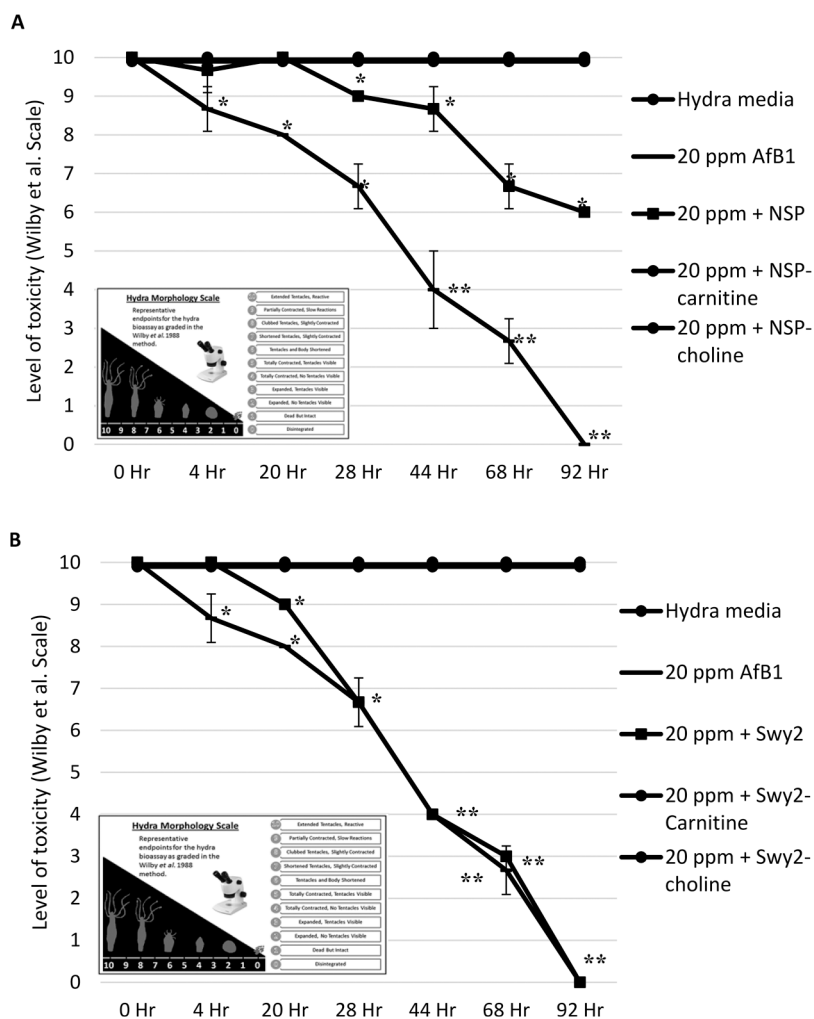 A
Level of toxicity (Wilby et al. Scale)
10
9
8
7
6
5
4
3
2
1
0
0 Hr 4 Hr 20 Hr 28 Hr 44 Hr 68 Hr 92 Hr
*
*
*
*
*
*
*
**
**
**
Hydra media
20 ppm AfB1
20 ppm + NSP
20 ppm + NSP-
carnitine
20 ppm + NSP-
choline
Hydra Morphology Scale
Representative
endpoints for the hydra
bioassay as graded in the
Wilby et al. 1988
method.
10 9 8 7 6 5 4 3 2 1 0
Extended Tentacles, Reactive
Partially Contracted, Slow Reactions
Clubbed Tentacles, Slightly Contracted
Shortened Tentacles, Slightly Contracted
Tentacles and Body Shortened
Totally Contracted, Tentacles Visible
Totally Contracted, No Tentacles Visible
Expanded, Tentacles Visible
Expanded, No Tentacles Visible
Dead But Intact
Disintegrated
B
Level of toxicity (Wilby et al. Scale)
10
9
8
7
6
5
4
3
2
1
0
0 Hr 4 Hr 20 Hr 28 Hr 44 Hr 68 Hr 92 Hr
*
*
*
*
**
**
**
**
Hydra media
20 ppm AfB1
20 ppm + Swy2
20 ppm + Swy2-
Carnitine
20 ppm + Swy2-
choline
Hydra Morphology Scale
Representative
endpoints for the hydra
bioassay as graded in the
Wilby et al. 1988
method.
10 9 8 7 6 5 4 3 2 1 0
Extended Tentacles, Reactive
Partially Contracted, Slow Reactions
Clubbed Tentacles, Slightly Contracted
Shortened Tentacles, Slightly Contracted
Tentacles and Body Shortened
Totally Contracted, Tentacles Visible
Totally Contracted, No Tentacles Visible
Expanded, Tentacles Visible
Expanded, No Tentacles Visible
Dead But Intact
Disintegrated